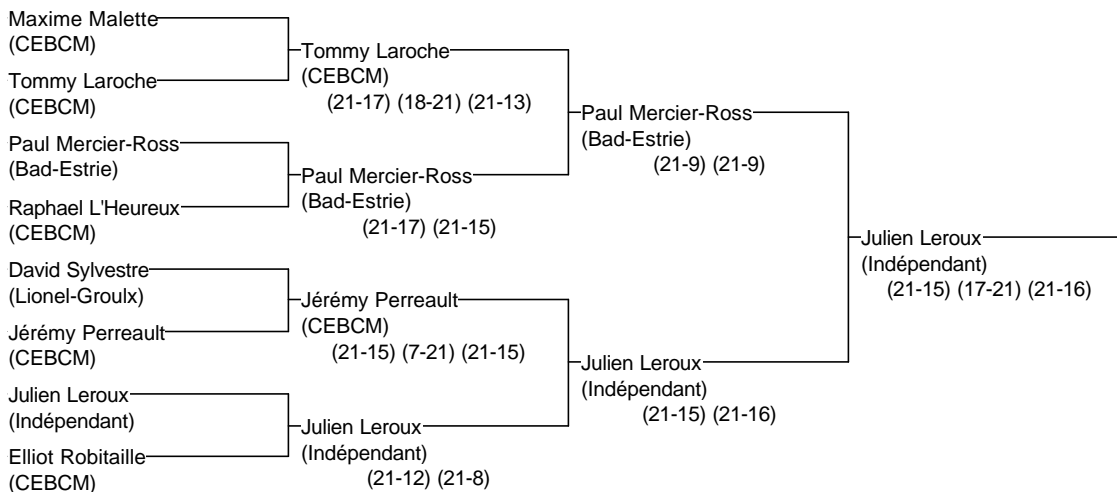 Maxime Malette
(CEBCM)
Tommy Laroche
(CEBCM)
Paul Mercier-Ross
(Bad-Estrie)
Raphael L'Heureux
(CEBCM)
David Sylvestre
(Lionel-Groulx)
Jérémy Perreault
(CEBCM)
Julien Leroux
(Indépendant)
Elliot Robitaille
(CEBCM)
Tommy Laroche
(CEBCM)
(21-17) (18-21) (21-13)
Paul Mercier-Ross
(Bad-Estrie)
(21-17) (21-15)
Jérémy Perreault
(CEBCM)
(21-15) (7-21) (21-15)
Julien Leroux
(Indépendant)
(21-12) (21-8)
Paul Mercier-Ross
(Bad-Estrie)
(21-9) (21-9)
Julien Leroux
(Indépendant)
(21-15) (21-16)
Julien Leroux
(Indépendant)
(21-15) (17-21) (21-16)